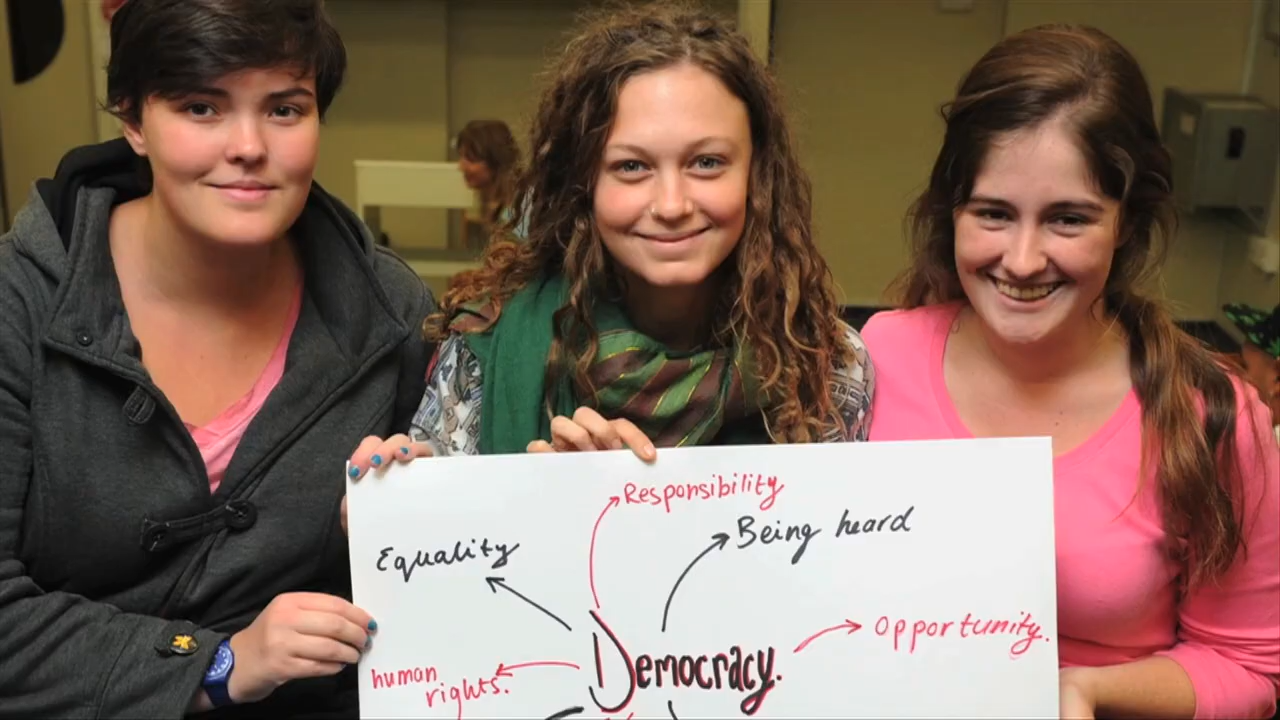 Responsibility
Being heard
Equality
Opportunity.
human
rights.
Democracy.